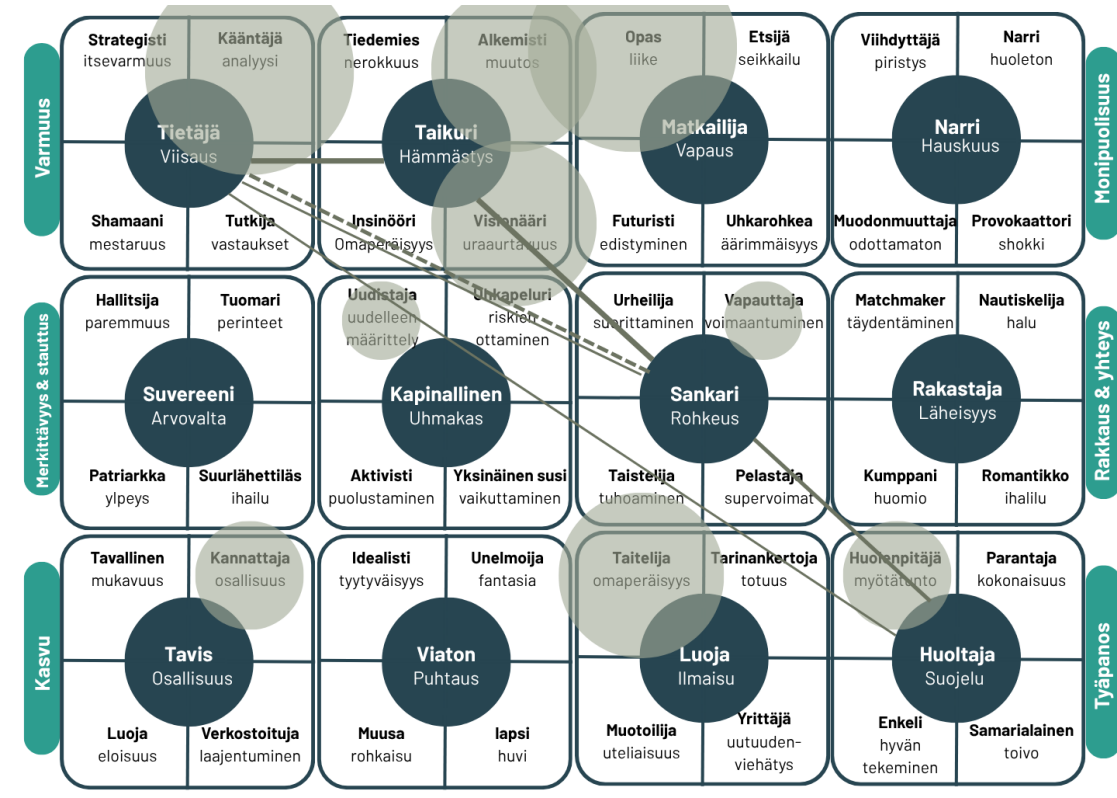 Varmuus
Strategisti
itsevarmuus
Kääntäjä
analyysi
Tietäjä
Viisaus
Shamaani
mestaruus
Tutkija
vastaukset
Tiedemies
nerokkuus
Alkemisti
muutos
Taikuri
Hämmästys
Insinööri
Omaperäisyys
Visionääri
uraaurtavuus
Opas
liike
Etsijä
seikkailu
Matkailija
Vapaus
Futuristi
edistyminen
Uhkarohkea
äärimmäisyys
Viihdyttäjä
piristys
Narri
huoleton
Narri
Hauskuus
Muodonmuuttaja
odottamaton
Provokaattori
shokki
Monipuolisuus
Merkittävyys & stauttus
Hallitsija
paremmuus
Tuomari
perinteet
Suvereeni
Arvovalta
Patriarkka
ylpeys
Suurlähettiläs
ihailu
Uudistaja
uudelleen
määrittely
Uhkapeluri
riskien
ottaminen
Kapinallinen
Uhmakas
Aktivisti
puolustaminen
Yksinäinen susi
vaikuttaminen
Urheilija
suorittaminen
Vapauttaja
voimaantuminen
Sankari
Rohkeus
Taistelija
tuhoaminen
Pelastaja
supervoimat
Matchmaker
täydentäminen
Nautiskelija
halu
Rakastaja
Läheisyys
Kumppani
huomio
Romantikko
ihalilu
Rakkaus & yhteys
Kasvu
Tavallinen
mukavuus
Kannattaja
osallisuus
Tavis
Osallisuus
Luoja
eloisuus
Verkostoituja
laajentuminen
Idealisti
tyytyväisyys
Unelmoija
fantasia
Viaton
Puhtaus
Muusa
rohkaisu
lapsi
huvi
Taitelija
omaperäisyys
Tarinankertoja
totuus
Luoja
Ilmaisu
Muotoilija
uteliaisuus
Yrittäjä
uutuuden-
viehätys
Huolenpitäjä
myötätunto
Parantaja
kokonaisuus
Huoltaja
Suojelu
Enkeli
hyvän
tekeminen
Samarialainen
toivo
Tyäpanos